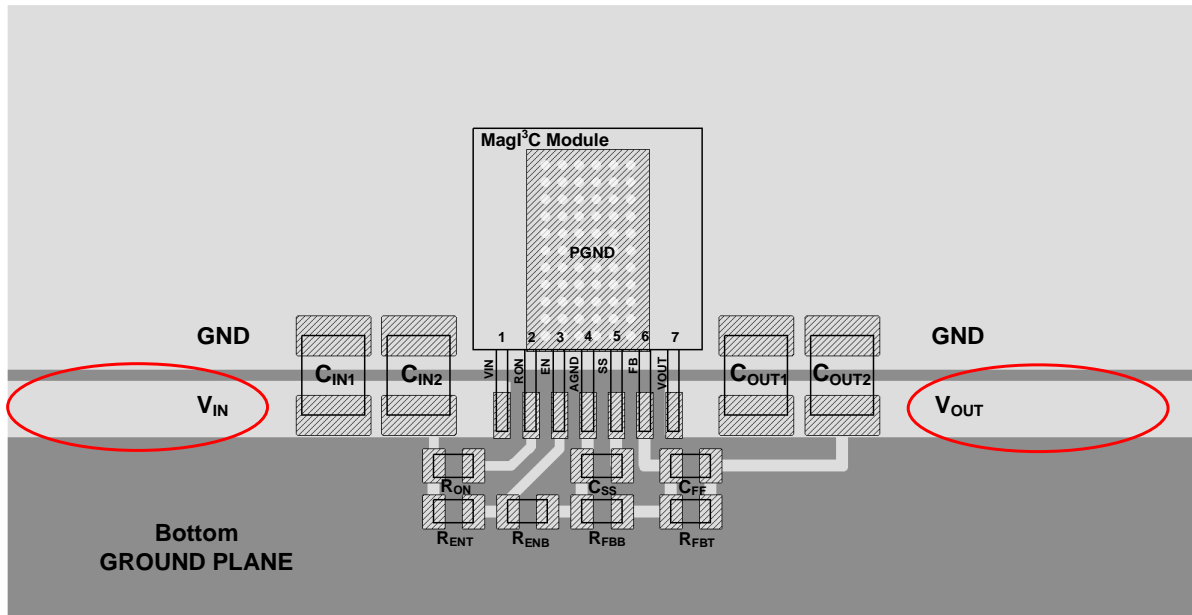 MagI³C Module
PGND
1 2 3 4 5 6 7
VIN
RON
EN
AGND
SS
FB
VOUT
GND
GND
CIN1
CIN2
COUT1
COUT2
VIN
VOUT
RON
CSS
CFF
RENT
RENB
RFBB
RFBT
Bottom
GROUND PLANE